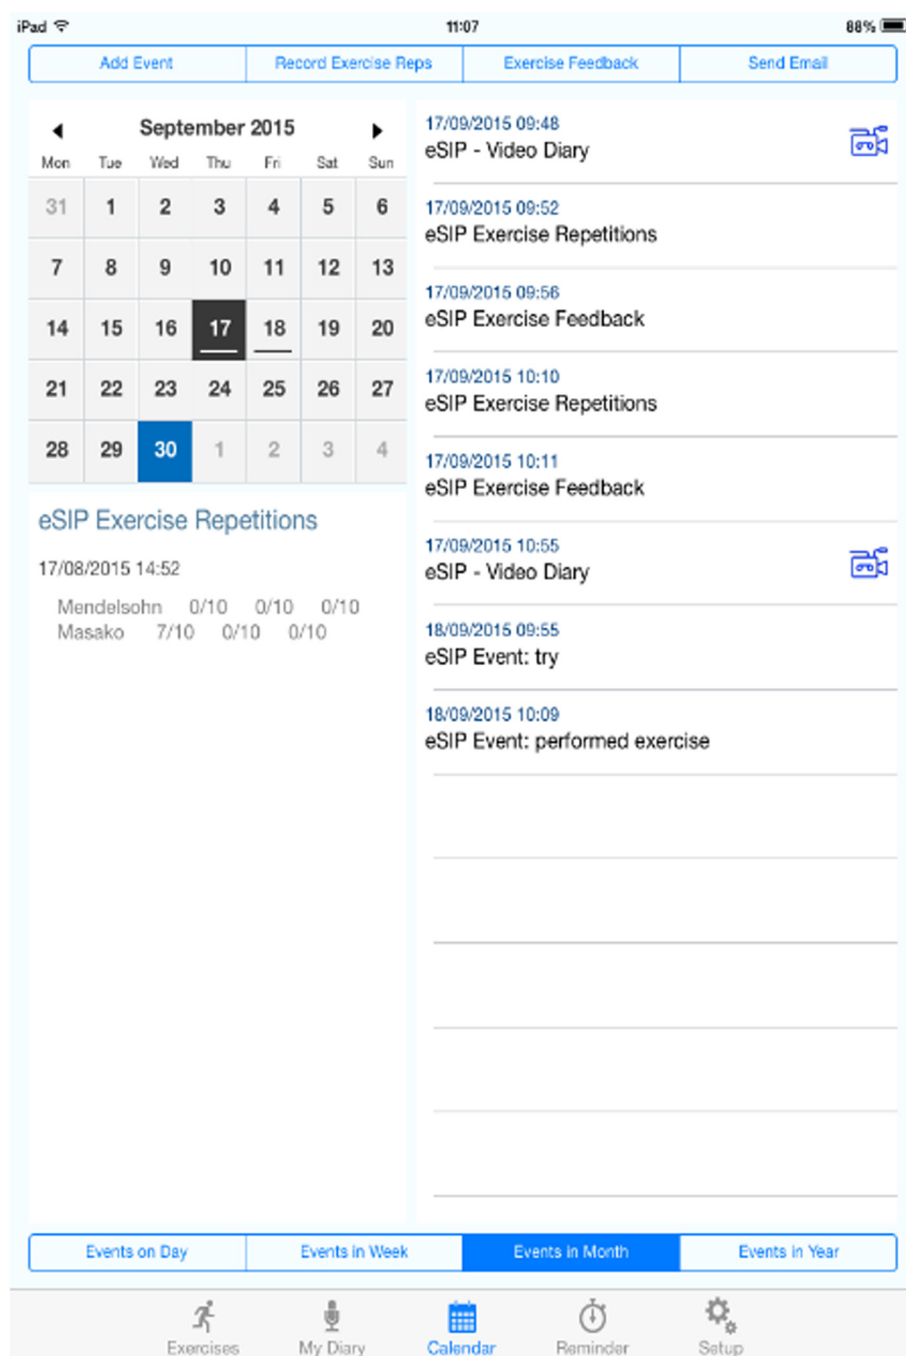 iPad 11:07 88%
Add Event Record Exercise Reps Exercise Feedback Send Email
September 2015
Mon Tue Wed Thu Fri Sat Sun
31 1 2 3 4 5 6
7 8 9 10 11 12 13
14 15 16 17 18 19 20
21 22 23 24 25 26 27
28 29 30 1 2 3 4
eSIP Exercise Repetitions
17/08/2015 14:52
Mendelsohn 0/10 0/10 0/10
Masako 7/10 0/10 0/10
17/09/2015 09:48
eSIP - Video Diary
17/09/2015 09:52
eSIP Exercise Repetitions
17/09/2015 09:56
eSIP Exercise Feedback
17/09/2015 10:10
eSIP Exercise Repetitions
17/09/2015 10:11
eSIP Exercise Feedback
17/09/2015 10:55
eSIP - Video Diary
18/09/2015 09:55
eSIP Event: try
18/09/2015 10:09
eSIP Event: performed exercise
Events on Day Events in Week Events in Month Events in Year
Exercises My Diary Calendar Reminder Setup